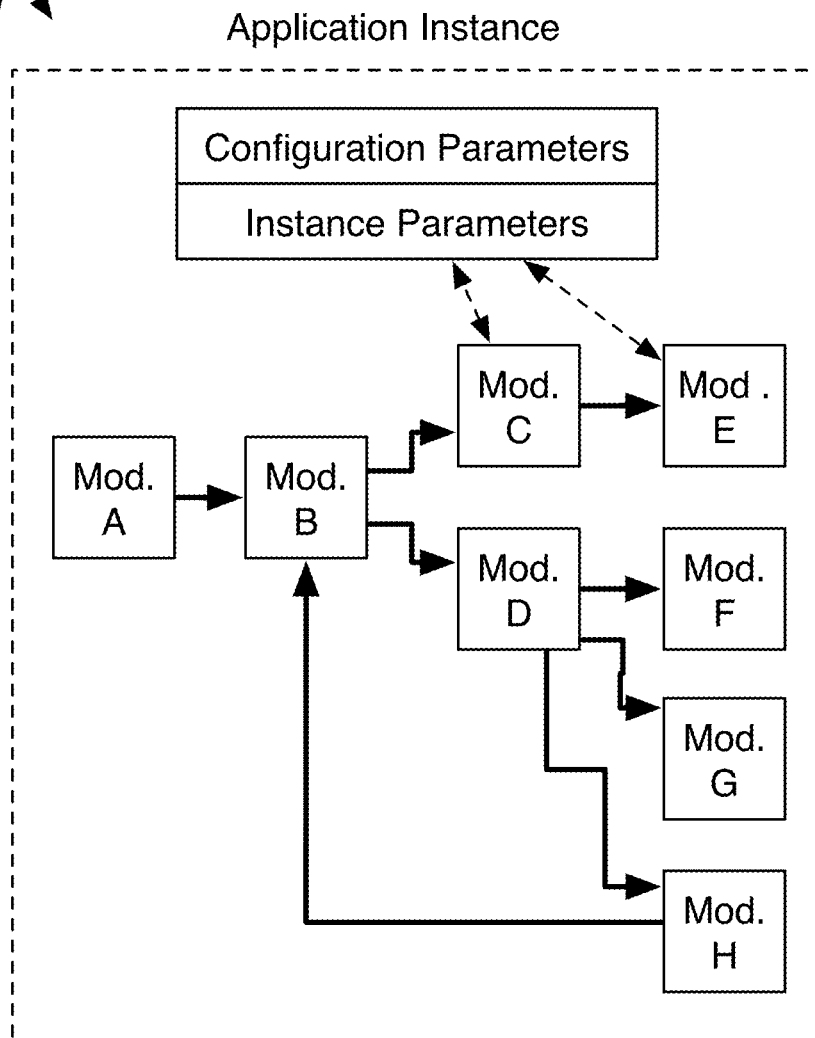 Application Instance
Configuration Parameters
Instance Parameters
Mod.
C
Mod .
E
Mod.
A
Mod.
B
Mod.
D
Mod.
F
Mod.
G
Mod.
H